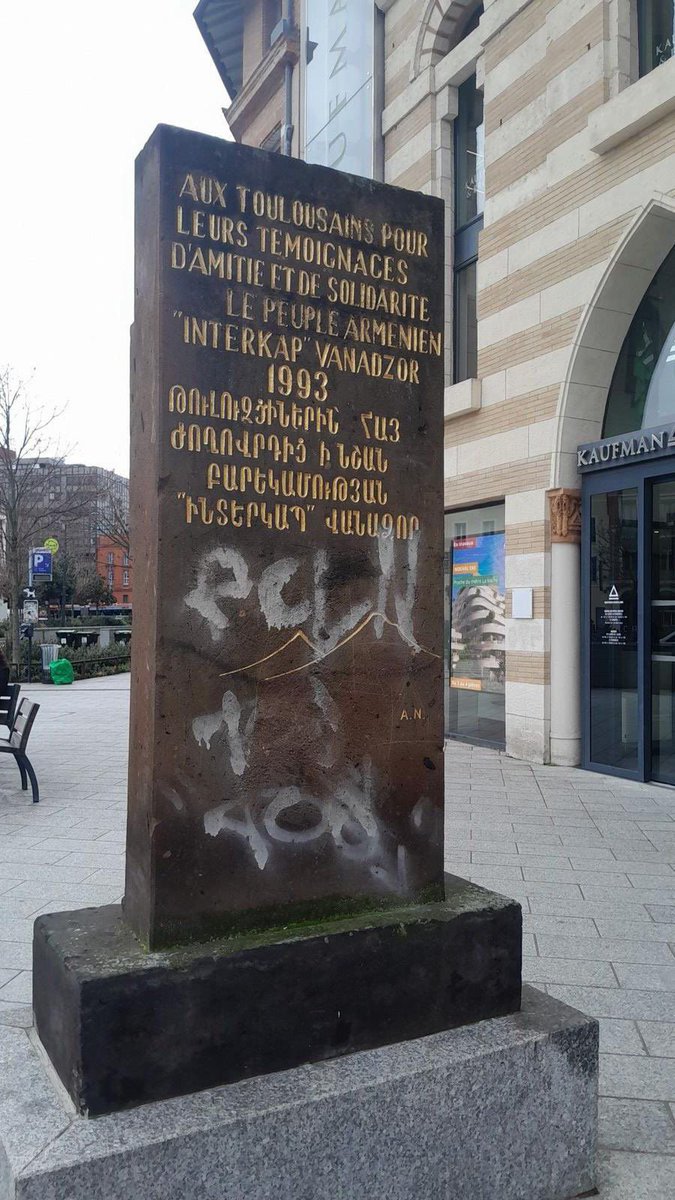 AUX TOULOUSAINS POUR
LEURS TEMOIGNAGES
D'AMITIE ET DE SOLIDARITE
LE PEUPLE ARMENIEN
"INTERKAP" VANADZOR
1993
ԹՈՒԼՈՒԶՑԻՆԵՐԻՆ ՀԱՅ
ԺՈՂՈՎՐԴԻՑ Ի ՆՇԱՆ
ԲԱՐԵԿԱՄՈՒԹՅԱՆ
"ԻՆՏԵՐԿԱՊ" ՎԱՆԱՁՈՐ
A.N.
KAUFMAN
P